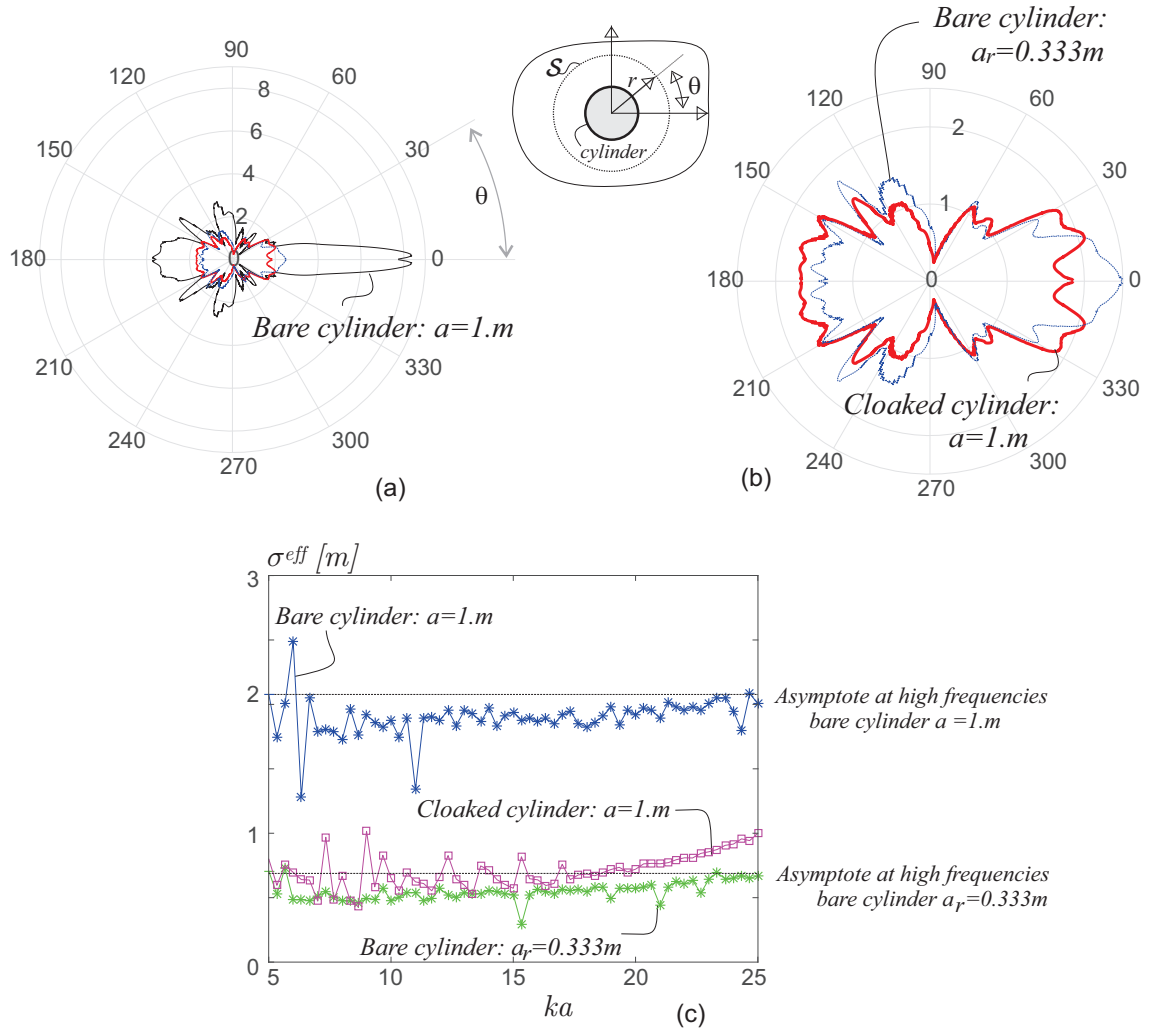 90
120
60
8
6
150
30
4
θ
2
180
0
0
Bare cylinder: a=1.m
210
330
240
300
270
(a)
S
r
θ
cylinder
Bare cylinder:
a_r=0.333m
90
120
60
2
150
30
1
180
0
0
210
330
Cloaked cylinder:
a=1.m
240
300
270
(b)
σ^eff [m]
3
Bare cylinder: a=1.m
2
Asymptote at high frequencies
bare cylinder a =1.m
Cloaked cylinder: a=1.m
1
Asymptote at high frequencies
bare cylinder a_r=0.333m
Bare cylinder: a_r=0.333m
0
5
10
15
20
25
ka
(c)